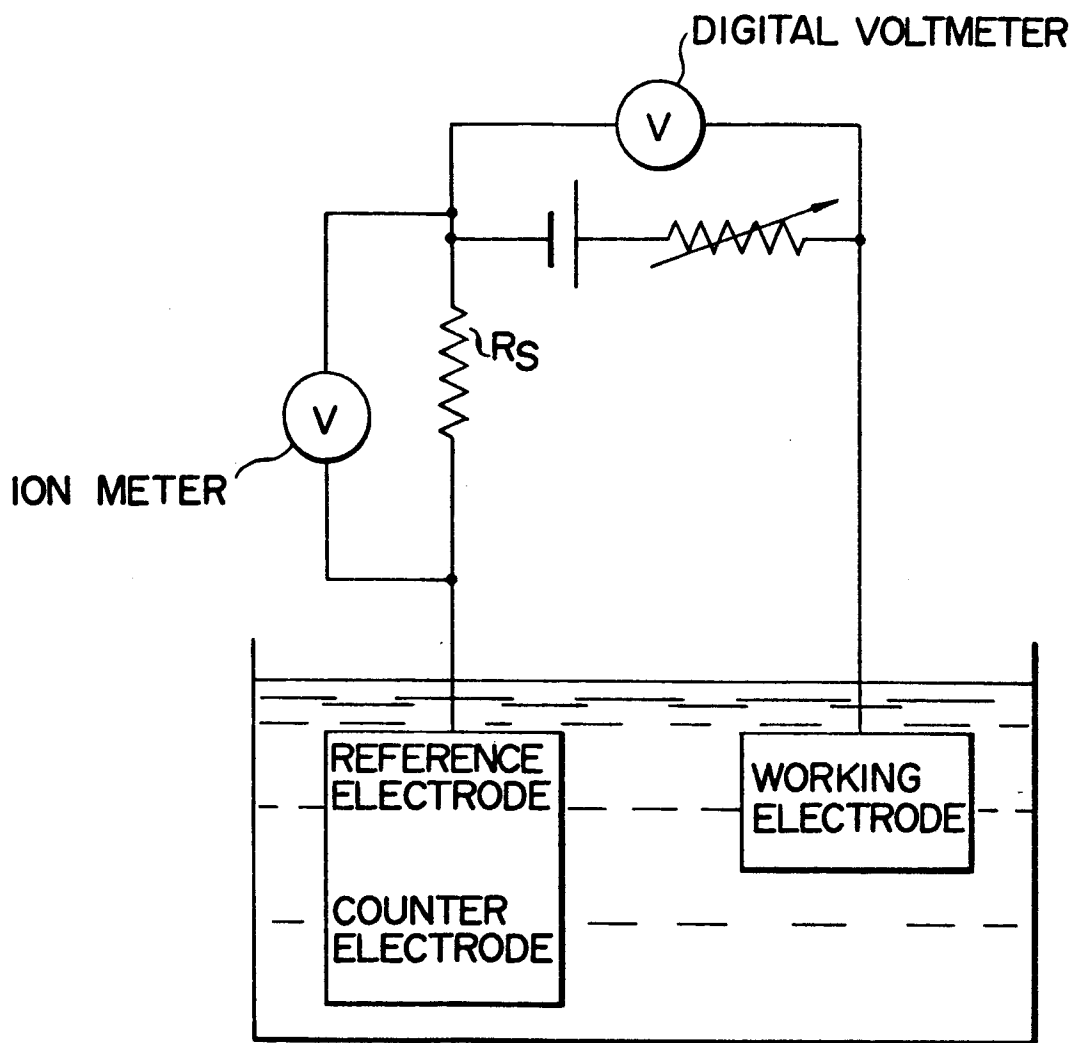 DIGITAL VOLTMETER
V
RS
V
ION METER
REFERENCE
ELECTRODE
WORKING
ELECTRODE
COUNTER
ELECTRODE